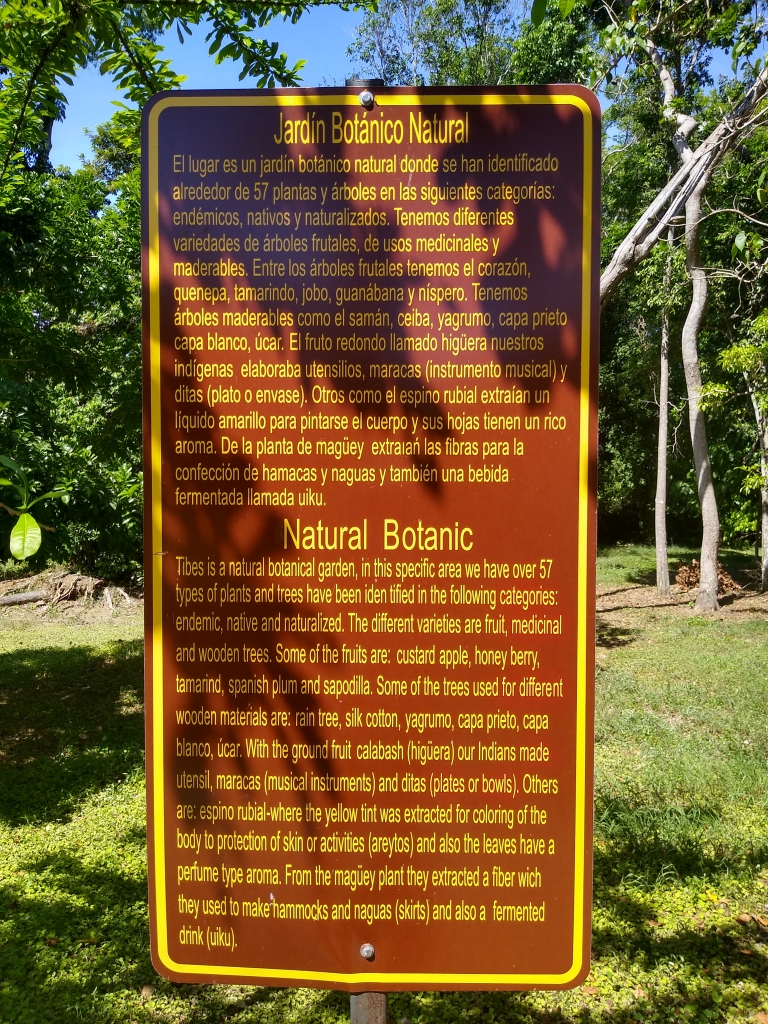 Jardín Botánico Natural
El lugar es un jardín botánico natural donde se han identificado
alrededor de 57 plantas y árboles en las siguientes categorías:
endémicos, nativos y naturalizados. Tenemos diferentes
variedades de árboles frutales, de usos medicinales y
maderables. Entre los árboles frutales tenemos el corazón,
quenepa, tamarindo, jobo, guanábana y níspero. Tenemos
árboles maderables como el samán, ceiba, yagrumo, capa prieto
capa blanco, úcar. El fruto redondo llamado higüera nuestros
indígenas elaboraba utensilios, maracas (instrumento musical) y
ditas (plato o envase). Otros como el espino rubial extraían un
líquido amarillo para pintarse el cuerpo y sus hojas tienen un rico
aroma. De la planta de magüey extraían las fibras para la
confección de hamacas y naguas y también una bebida
fermentada llamada uiku.
Natural Botanic
Tibes is a natural botanical garden, in this specific area we have over 57
types of plants and trees have been iden tified in the following categories:
endemic, native and naturalized. The different varieties are fruit, medicinal
and wooden trees. Some of the fruits are: custard apple, honey berry,
tamarind, spanish plum and sapodilla. Some of the trees used for different
wooden materials are: rain tree, silk cotton, yagrumo, capa prieto, capa
blanco, úcar. With the ground fruit calabash (higüera) our Indians made
utensil, maracas (musical instruments) and ditas (plates or bowls). Others
are: espino rubial-where the yellow tint was extracted for coloring of the
body to protection of skin or activities (areytos) and also the leaves have a
perfume type aroma. From the magüey plant they extracted a fiber wich
they used to make hammocks and naguas (skirts) and also a fermented
drink (uiku).